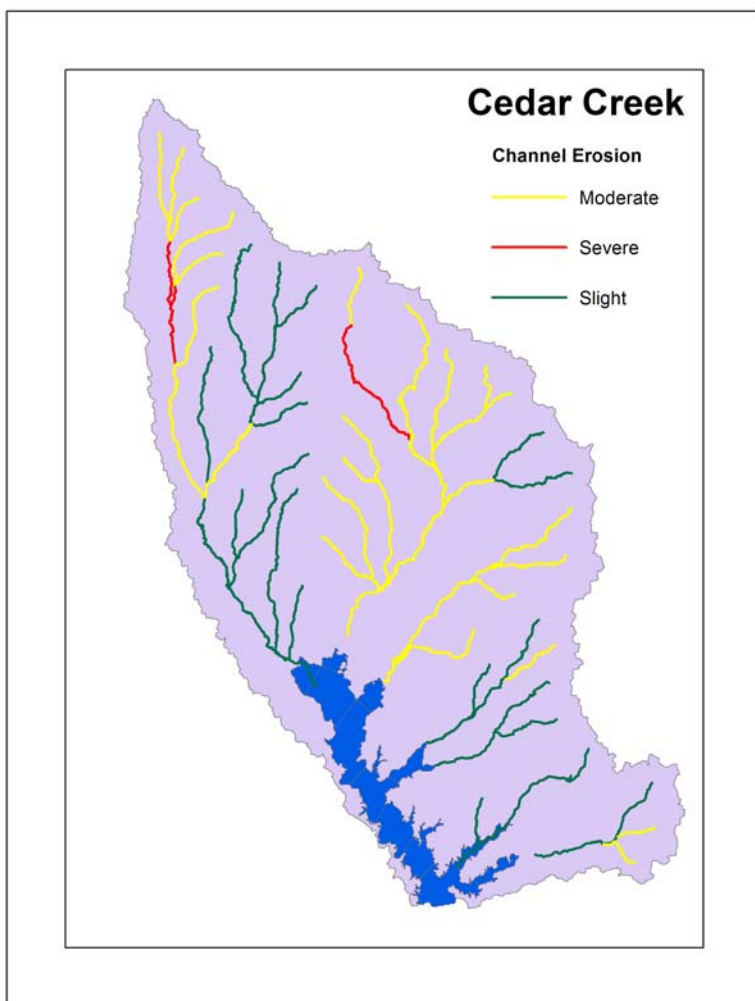 Cedar Creek
Channel Erosion
Moderate
Severe
Slight